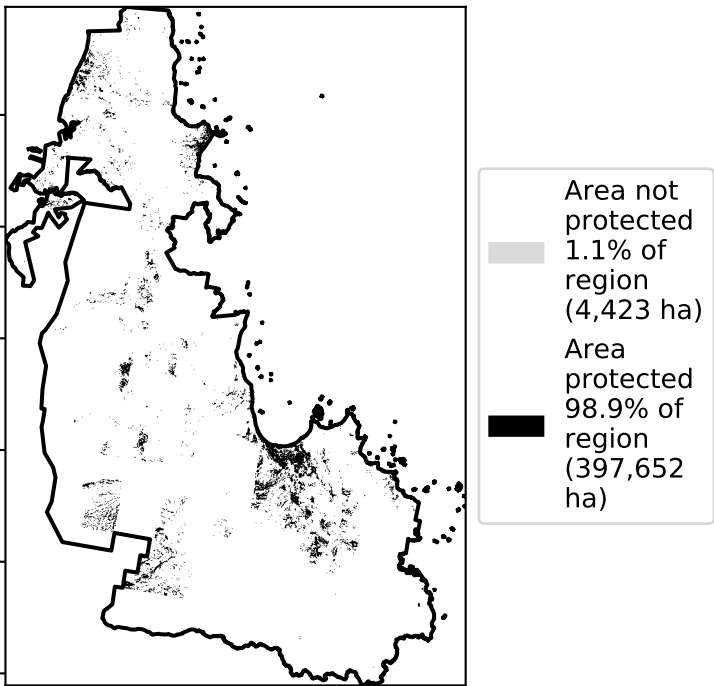 Area not
protected
1.1% of
region
(4,423 ha)
Area
protected
98.9% of
region
(397,652
ha)